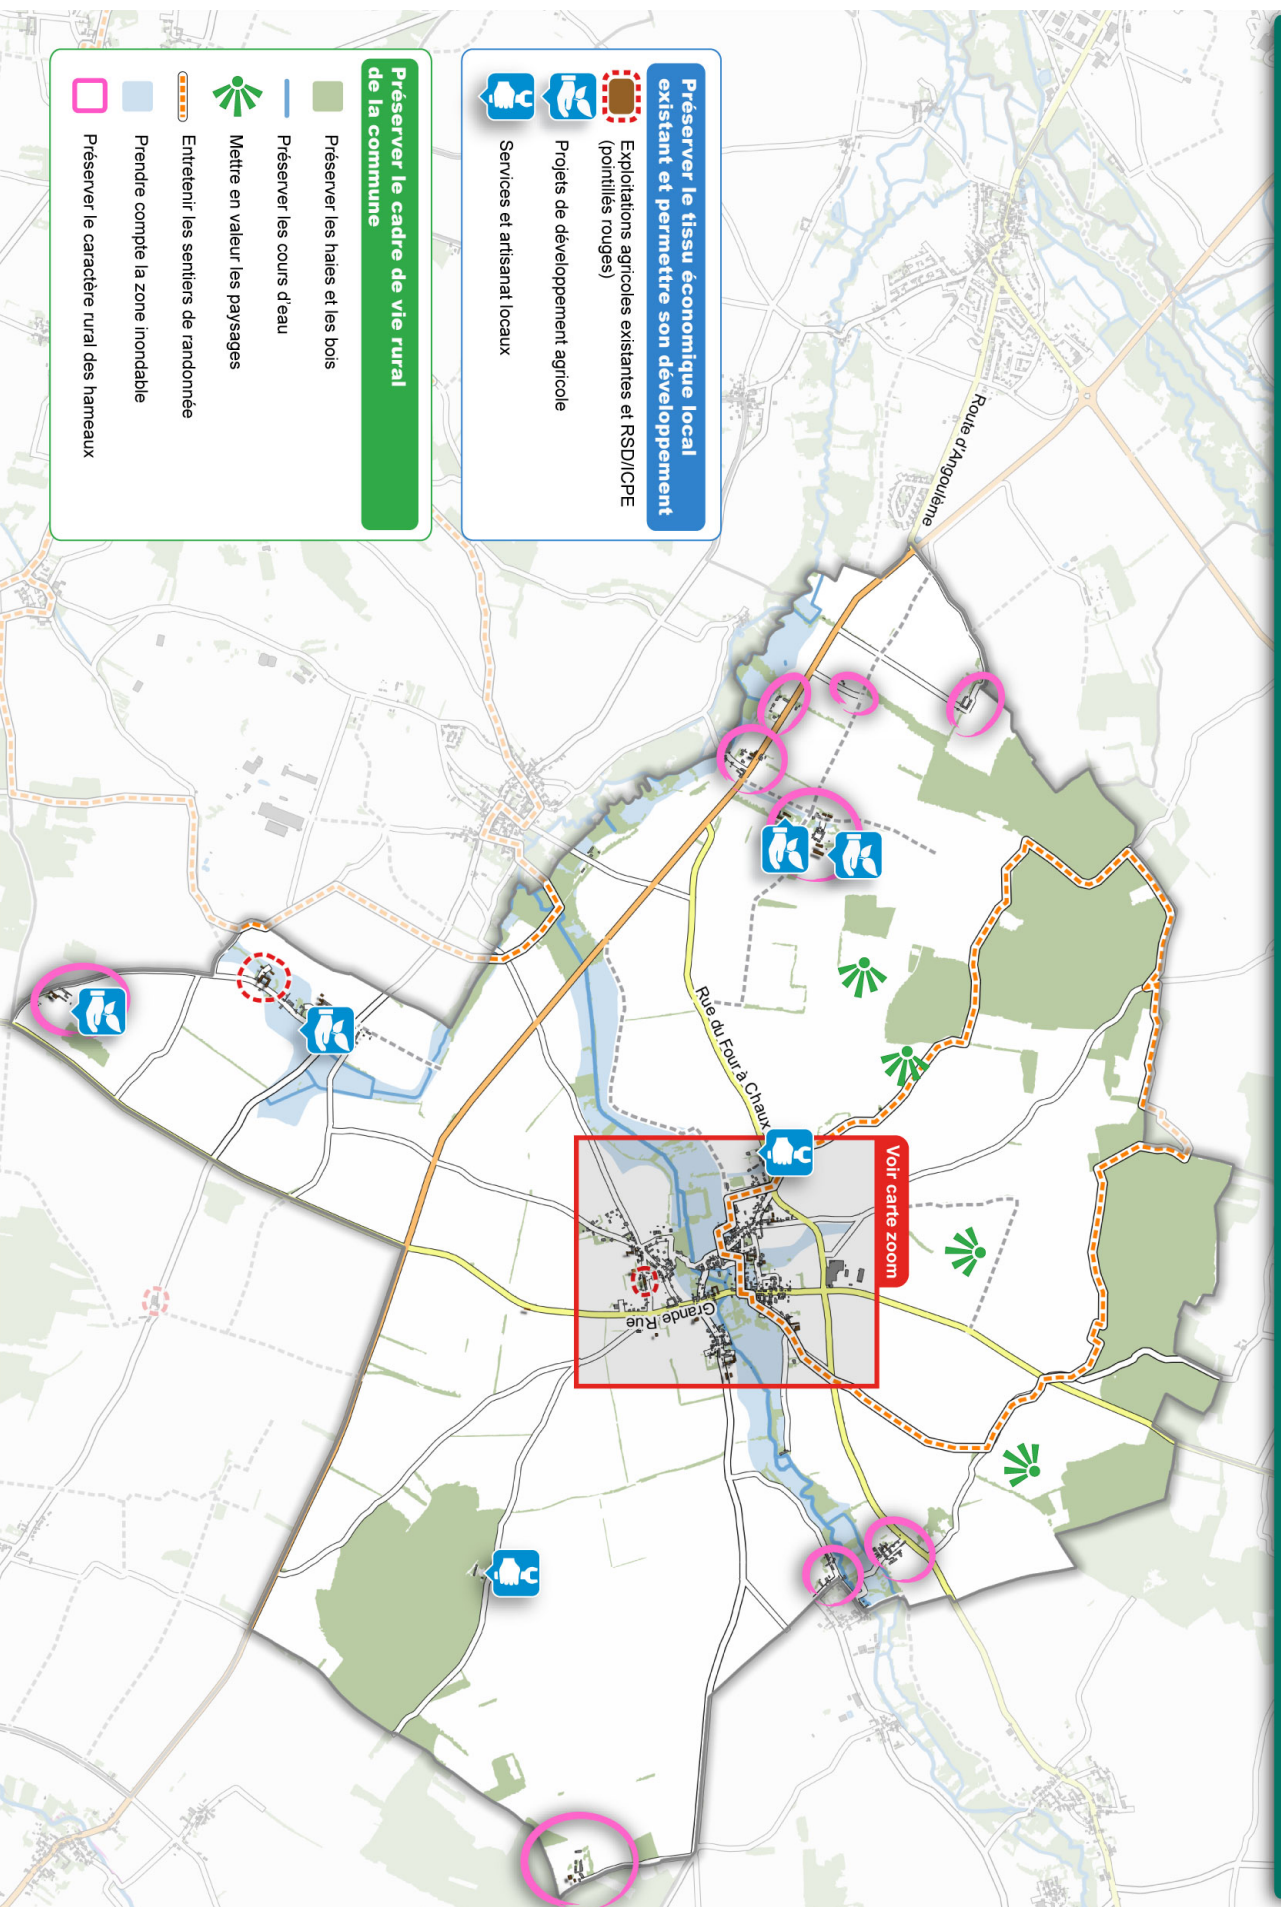 Préserver le tissu économique local
existant et permettre son développement
Exploitations agricoles existantes et RSD/ICPE
(pointillés rouges)
Projets de développement agricole
Services et artisanat locaux
Préserver le cadre de vie rural
de la commune
Préserver les haies et les bois
Préserver les cours d'eau
Mettre en valeur les paysages
Entretenir les sentiers de randonnée
Prendre compte la zone inondable
Préserver le caractère rural des hameaux
Route d'Angoulème
Rue du Four à Chaux
Voir carte zoom
Grande Rue